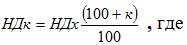 НДк = НДх (100 + к)/100 , где